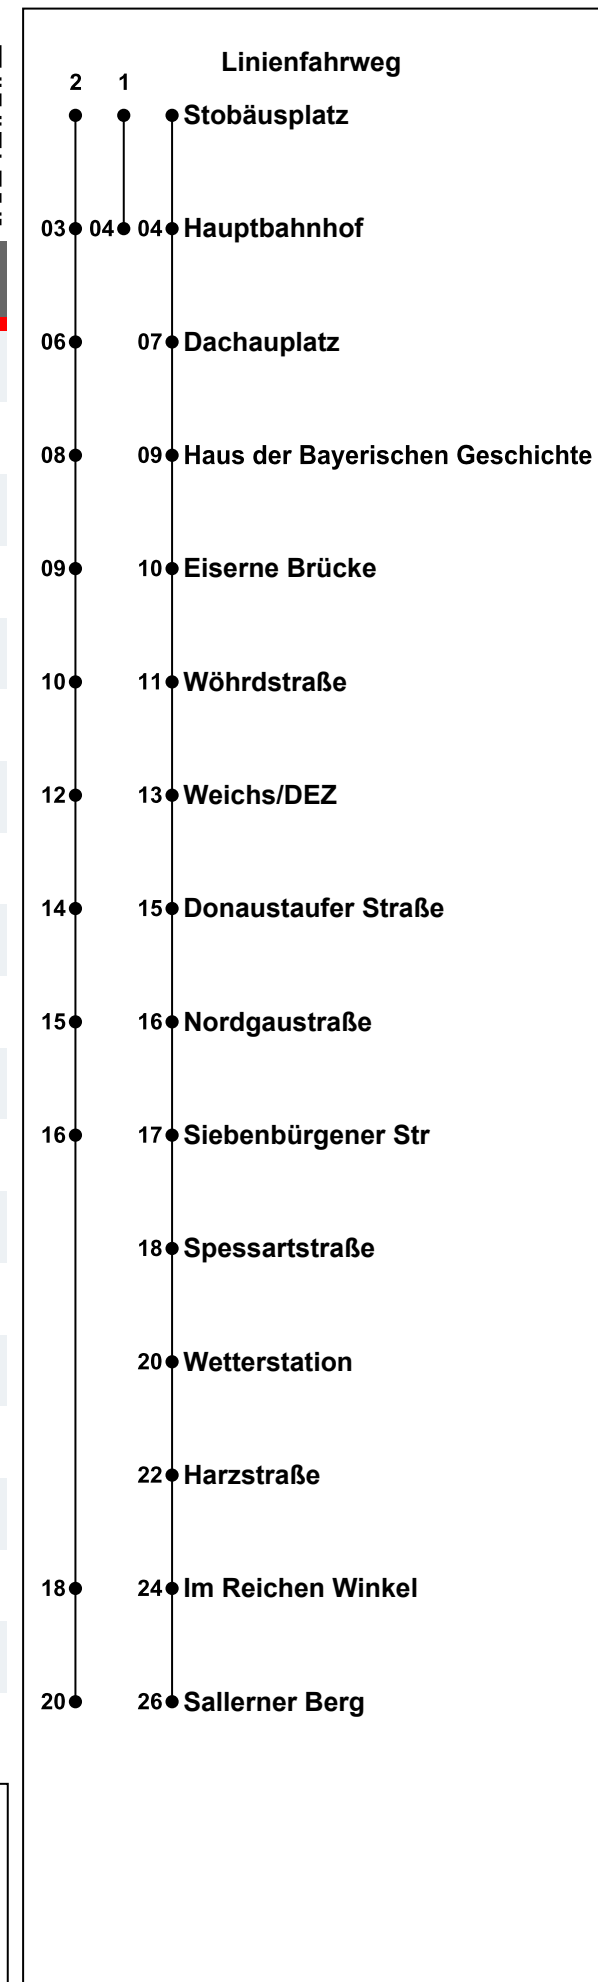 Linienfahrweg
2 1
Stobäusplatz
03 04 04 Hauptbahnhof
06 07 Dachauplatz
08 09 Haus der Bayerischen Geschichte
09 10 Eiserne Brücke
10 11 Wöhrdstraße
12 13 Weichs/DEZ
14 15 Donaustaufer Straße
15 16 Nordgaustraße
16 17 Siebenbürgener Str
18 Spessartstraße
20 Wetterstation
22 Harzstraße
18 24 Im Reichen Winkel
20 26 Sallerner Berg